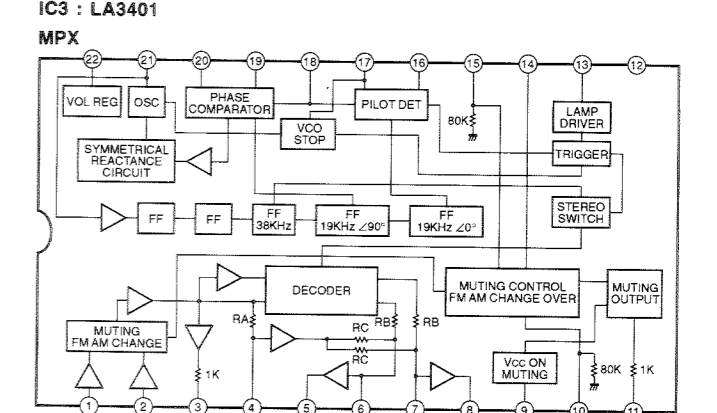 IC3 : LA3401
MPX
22
21
20
19
18
17
16
15
14
13
12
VOL REG
OSC
PHASE
COMPARATOR
PILOT DET
LAMP
DRIVER
80K
VCO
STOP
TRIGGER
SYMMETRICAL
REACTANCE
CIRCUIT
STEREO
SWITCH
FF
FF
FF
38KHz
FF
19KHz ∠90°
FF
19KHz ∠0°
DECODER
MUTING CONTROL
FM AM CHANGE OVER
MUTING
OUTPUT
MUTING
FM AM CHANGE
RA
RB
RB
RC
RC
1K
VCC ON
MUTING
80K
1K
1
2
3
4
5
6
7
8
9
10
11